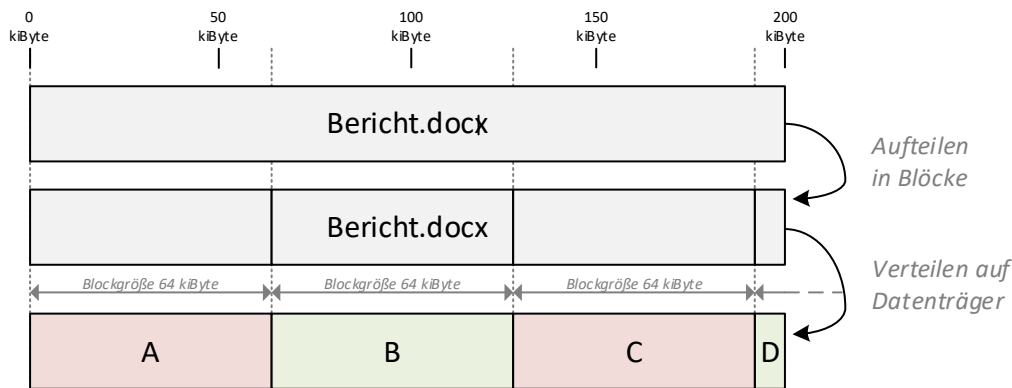 0
kiByte
50
kiByte
100
kiByte
150
kiByte
200
kiByte
Bericht.docx
Aufteilen
in Blöcke
Bericht.docx
Blockgröße 64 kiByte
Blockgröße 64 kiByte
Blockgröße 64 kiByte
Verteilen auf
Datenträger
A
B
C
D